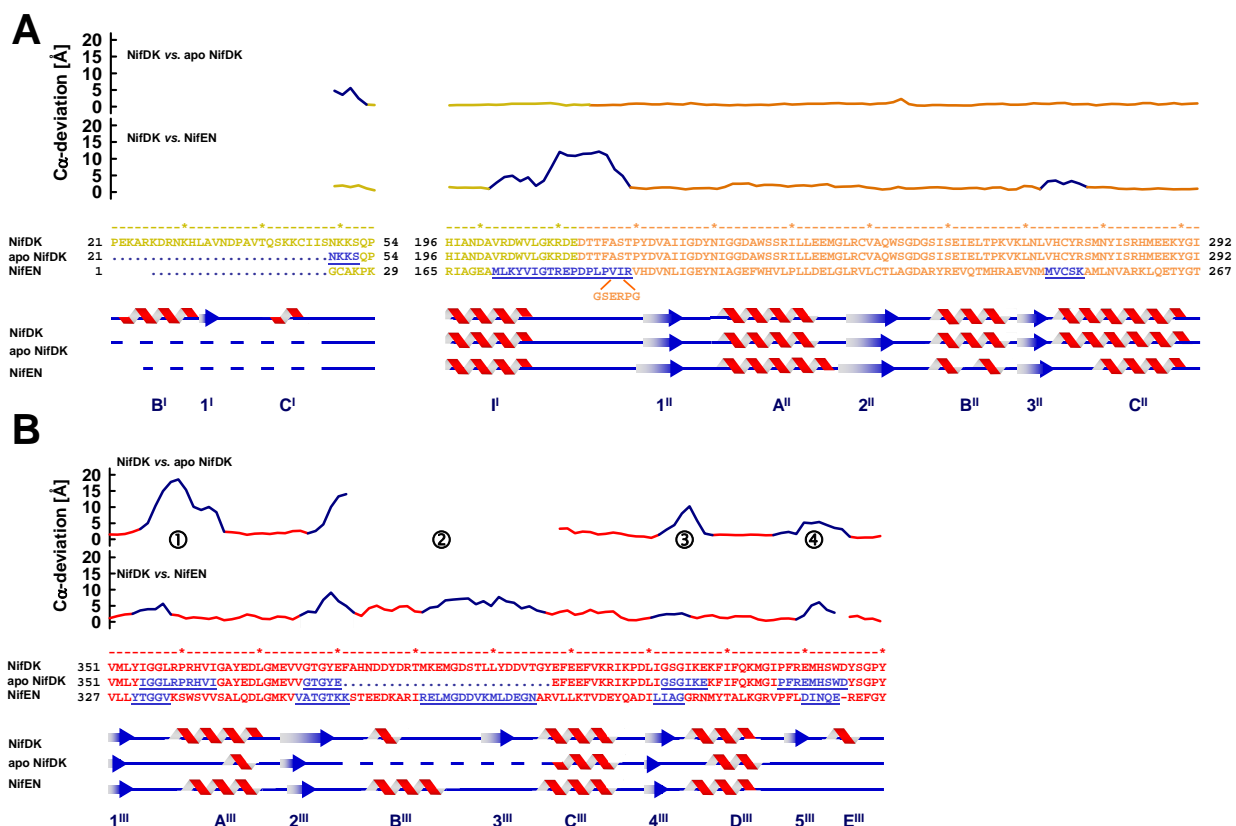 A
20
15
10
5
0
Cα-deviation [Å]
NifDK vs. apo NifDK
20
15
10
5
0
NifDK vs. NifEN
NifDK 21 PEKARKDRNKHLAVNDPAVTQSKKCIISNKKSQP 54 196 HIANDAVRDWVLGKRDEDTTFASTPYDVAIIGDYNIGGDAWSSRILLEEMGLRCVAQWSGDGSISEIELTPKVKLNLVHCYRSMNYISRHMEEKYGI 292
apo NifDK 21 ............................NKKSQP 54 196 HIANDAVRDWVLGKRDEDTTFASTPYDVAIIGDYNIGGDAWSSRILLEEMGLRCVAQWSGDGSISEIELTPKVKLNLVHCYRSMNYISRHMEEKYGI 292
NifEN 1 .......................GCAKPK 29 165 RIAGEAMLKYVIGTREPDPLPVIRVHDVNLIGEYNIAGEFWHVLPLLDELGLRVLCTLAGDARYREVQTMHRAEVNMMVCSKAMLNVARKLQETYGT 267
GSERPG
NifDK
apo NifDK
NifEN
Bᴵ 1ᴵ Cᴵ Iᴵ 1ᴵᴵ Aᴵᴵ 2ᴵᴵ Bᴵᴵ 3ᴵᴵ Cᴵᴵ
B
20
15
10
5
0
Cα-deviation [Å]
NifDK vs. apo NifDK
① ② ③ ④
20
15
10
5
0
NifDK vs. NifEN
NifDK 351 VMLYIGGLRPRHVIGAYEDLGMEVVGTGYEFAHNDDYDRTMKEMGDSTLLYDDVTGYEFEEFVKRIKPDLIGSGIKEKFIFQKMGIPFREMHSWDYSGPY
apo NifDK 351 VMLYIGGLRPRHVIGAYEDLGMEVVGTGYE...........................EFEEFVKRIKPDLIGSGIKEKFIFQKMGIPFREMHSWDYSGPY
NifEN 327 VLLYTGGVKSWSVVSALQDLGMKVVATGTKKSTEEDKARIRELMGDDVKMLDEGNARVLLKTVDEYQADILIAGGRNMYTALKGRVPFLDINQE-REFGY
NifDK
apo NifDK
NifEN
1ᴵᴵᴵ Aᴵᴵᴵ 2ᴵᴵᴵ Bᴵᴵᴵ 3ᴵᴵᴵ Cᴵᴵᴵ 4ᴵᴵᴵ Dᴵᴵᴵ 5ᴵᴵᴵ Eᴵᴵᴵ